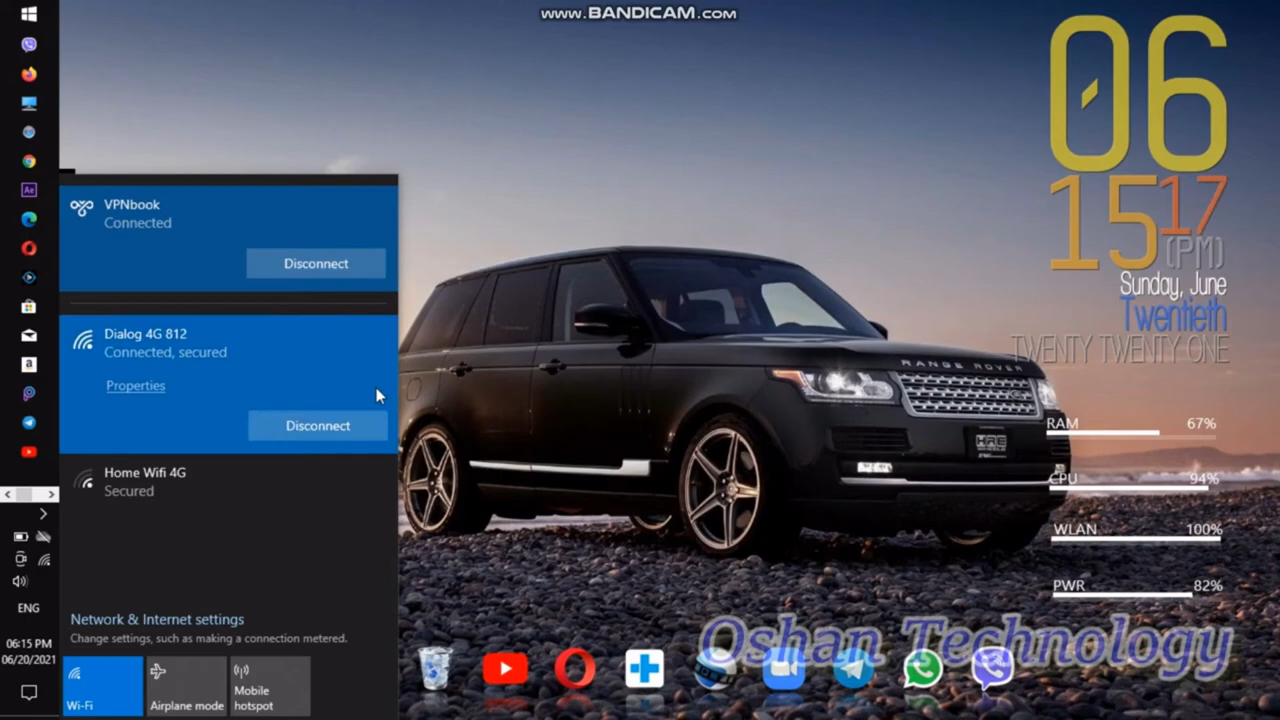 www.BANDICAM.com
06
15
17
(PM)
Sunday, June
Twentieth
TWENTY TWENTY ONE
Ae
VPNbook
Connected
Disconnect
Dialog 4G 812
Connected, secured
Properties
Disconnect
Home Wifi 4G
Secured
RANGE ROVER
HRE
RAM 67%
CPU 94%
WLAN 100%
PWR 82%
a
ENG
Network & Internet settings
Change settings, such as making a connection metered.
06:15 PM
06/20/2021
Wi-Fi
Airplane mode
Mobile
hotspot
Oshan Technology